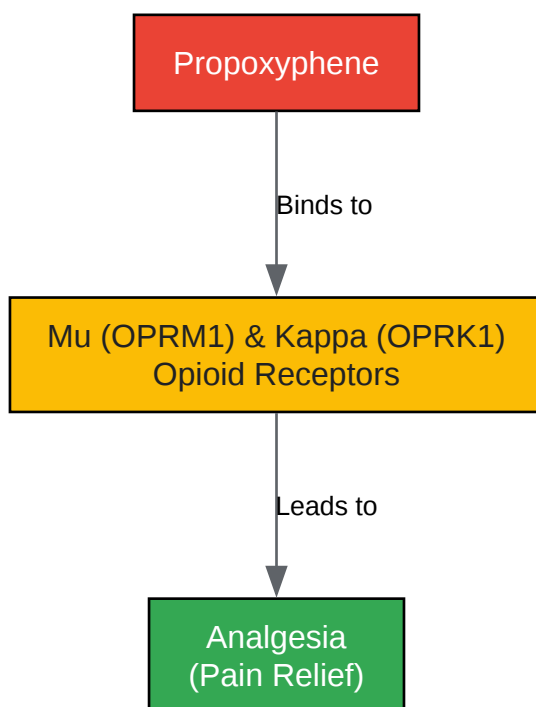 Propoxyphene
Binds to
Mu (OPRM1) & Kappa (OPRK1)
Opioid Receptors
Leads to
Analgesia
(Pain Relief)